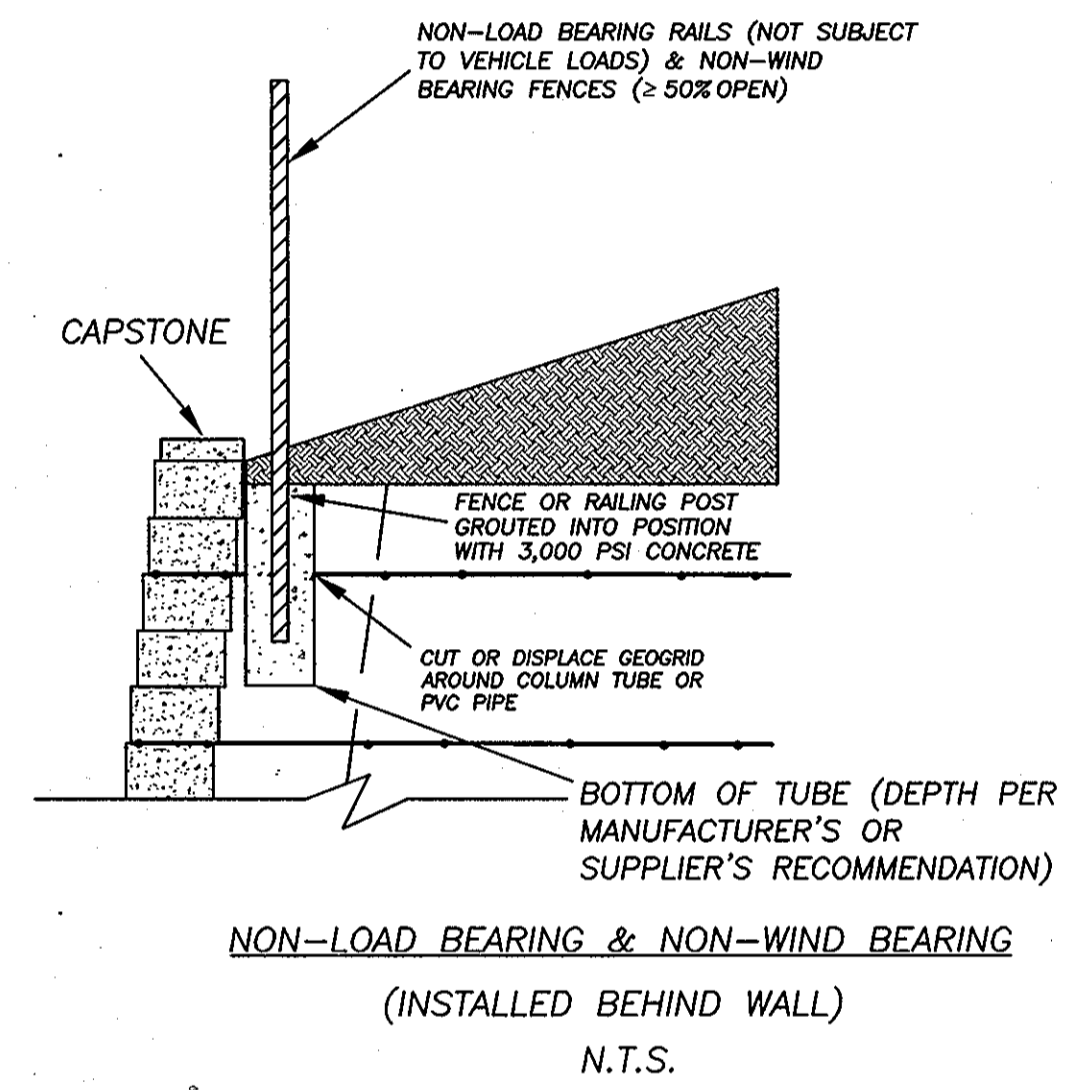 NON-LOAD BEARING RAILS (NOT SUBJECT
TO VEHICLE LOADS) & NON-WIND
BEARING FENCES (≥ 50% OPEN)
CAPSTONE
FENCE OR RAILING POST
GROUTED INTO POSITION
WITH 3,000 PSI CONCRETE
CUT OR DISPLACE GEOGRID
AROUND COLUMN TUBE OR
PVC PIPE
BOTTOM OF TUBE (DEPTH PER
MANUFACTURER'S OR
SUPPLIER'S RECOMMENDATION)
NON-LOAD BEARING & NON-WIND BEARING
(INSTALLED BEHIND WALL)
N.T.S.